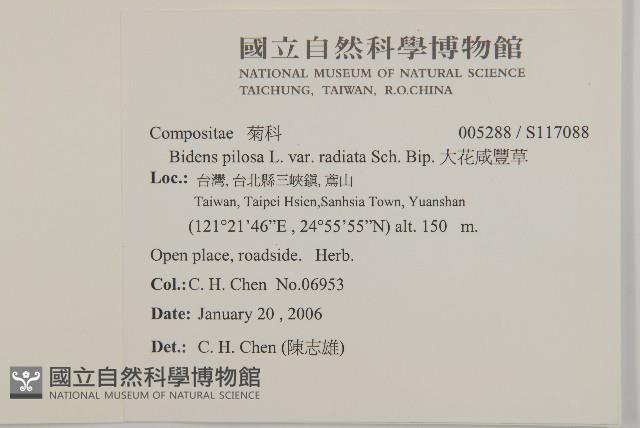 國立自然科學博物館
NATIONAL MUSEUM OF NATURAL SCIENCE
TAICHUNG, TAIWAN, R.O.CHINA
Compositae 菊科 005288 / S117088
Bidens pilosa L. var. radiata Sch. Bip. 大花咸豐草
Loc.: 台灣, 台北縣三峽鎮, 鳶山
Taiwan, Taipei Hsien,Sanhsia Town, Yuanshan
(121°21'46”E , 24°55'55”N) alt. 150 m.
Open place, roadside. Herb.
Col.: C. H. Chen No.06953
Date: January 20 , 2006
Det.: C. H. Chen (陳志雄)
國立自然科學博物館
NATIONAL MUSEUM OF NATURAL SCIENCE